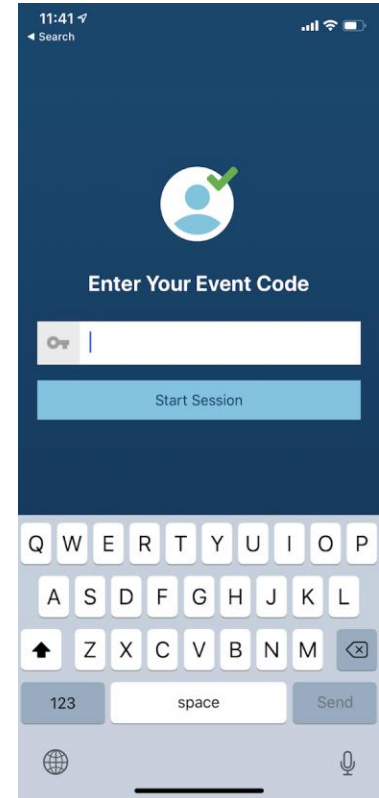 11:41
◀ Search
Enter Your Event Code
Start Session
Q W E R T Y U I O P
A S D F G H J K L
Z X C V B N M
123 space Send